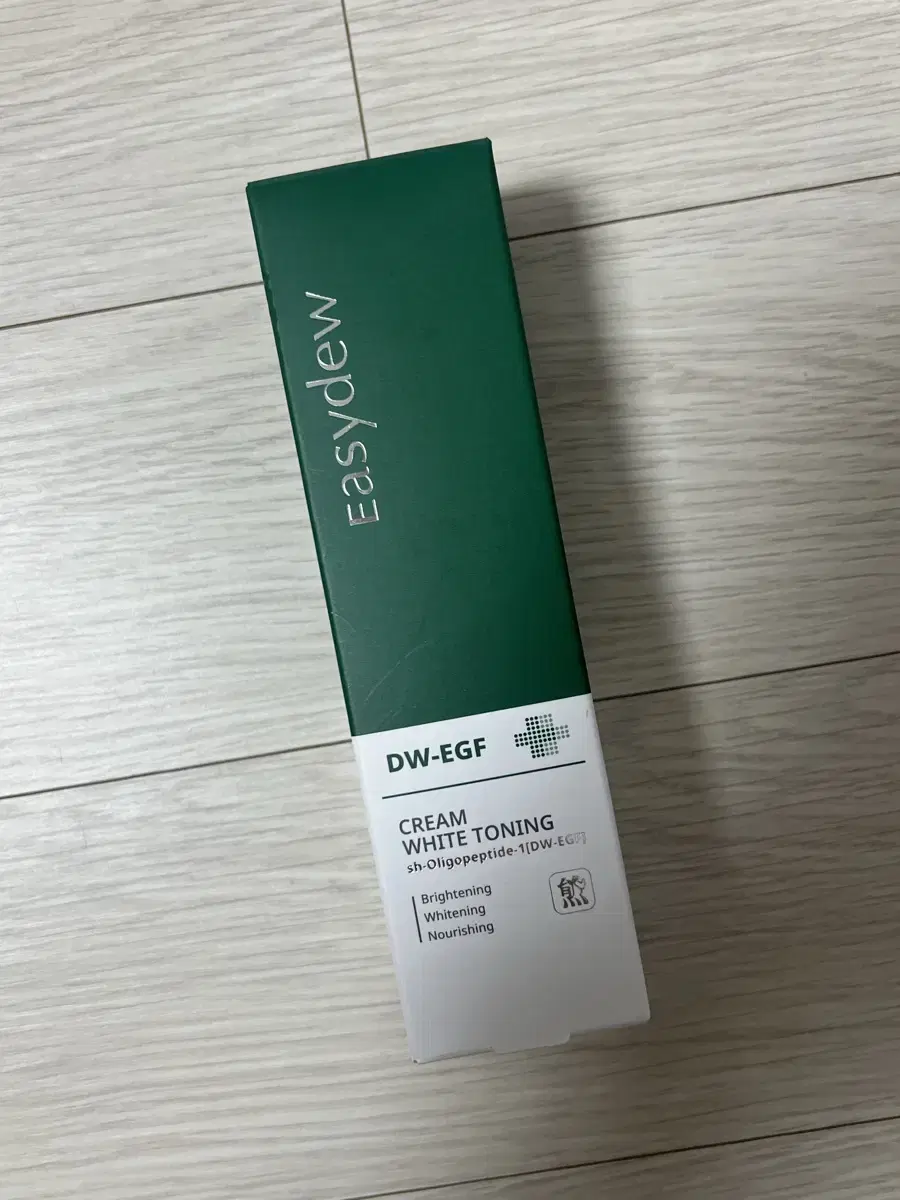 Easydew
DW-EGF
CREAM
WHITE TONING
sh-Oligopeptide-1[DW-EGF]
Brightening
Whitening
Nourishing